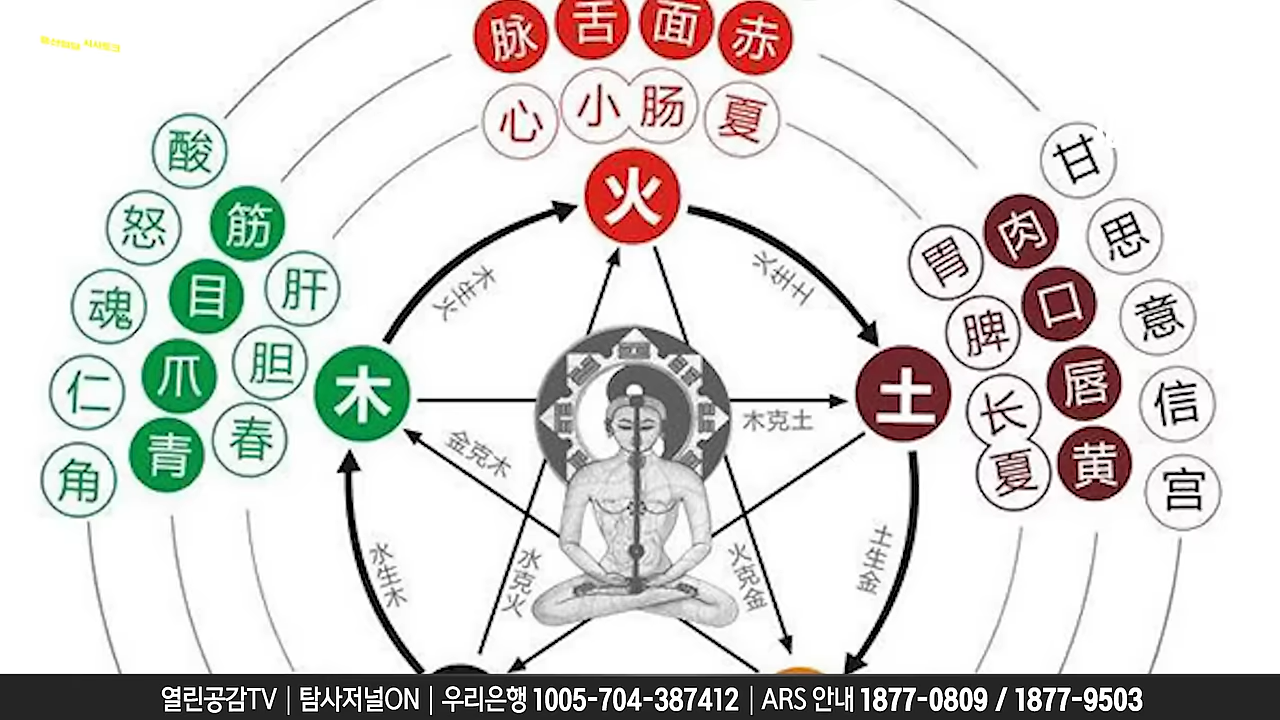 脉 舌 面 赤
心 小 肠 夏
火
酸
怒 筋
魂 目 肝
仁 爪 胆
角 青 春
木
甘
胃 肉 思
脾 口 意
长 唇 信
夏 黄 宫
土
木生火
火生土
木克土
金克木
水生木
水克火
火克金
土生金
열린공감TV | 탐사저널ON | 우리은행 1005-704-387412 | ARS 안내 1877-0809 / 1877-9503